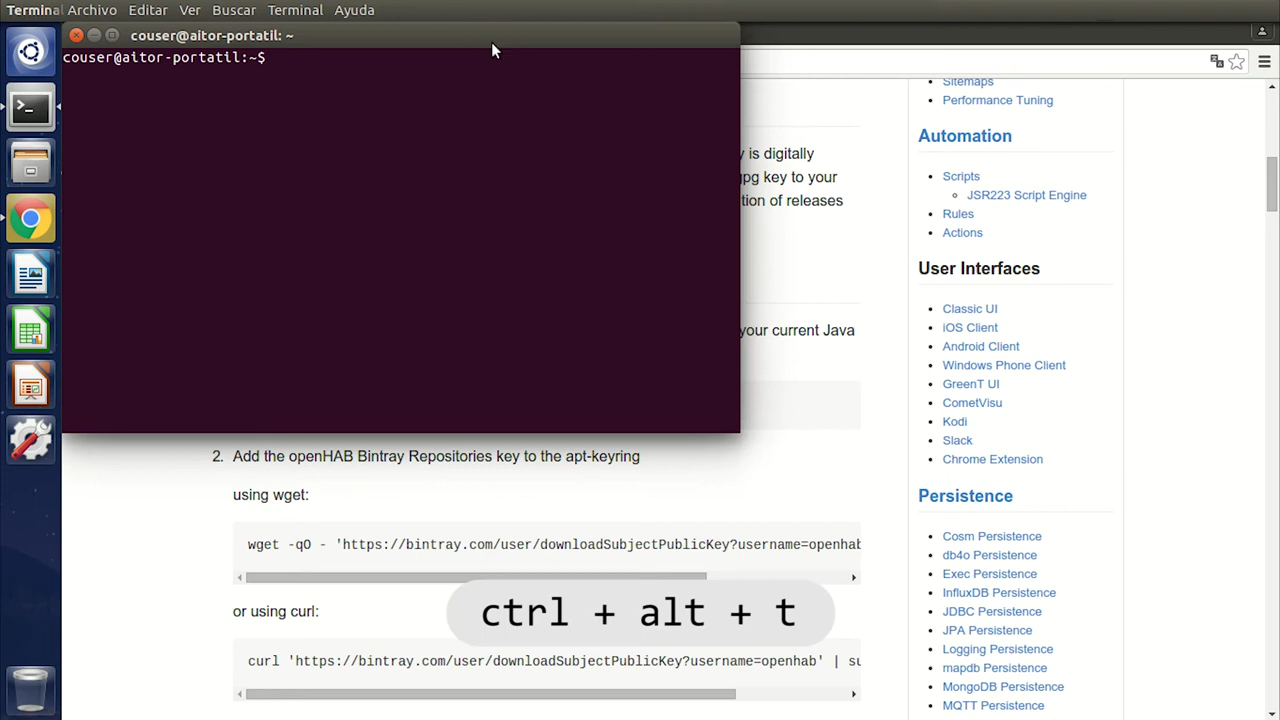 Terminal Archivo Editar Ver Buscar Terminal Ayuda
couser@aitor-portatil: ~
couser@aitor-portatil:~$
y is digitally
gpg key to your
tion of releases
your current Java
2. Add the openHAB Bintray Repositories key to the apt-keyring
using wget:
wget -qO - 'https://bintray.com/user/downloadSubjectPublicKey?username=openhab
or using curl:
curl 'https://bintray.com/user/downloadSubjectPublicKey?username=openhab' | su
ctrl + alt + t
Sitemaps
Performance Tuning
Automation
Scripts
JSR223 Script Engine
Rules
Actions
User Interfaces
Classic UI
iOS Client
Android Client
Windows Phone Client
GreenT UI
CometVisu
Kodi
Slack
Chrome Extension
Persistence
Cosm Persistence
db4o Persistence
Exec Persistence
InfluxDB Persistence
JDBC Persistence
JPA Persistence
Logging Persistence
mapdb Persistence
MongoDB Persistence
MQTT Persistence